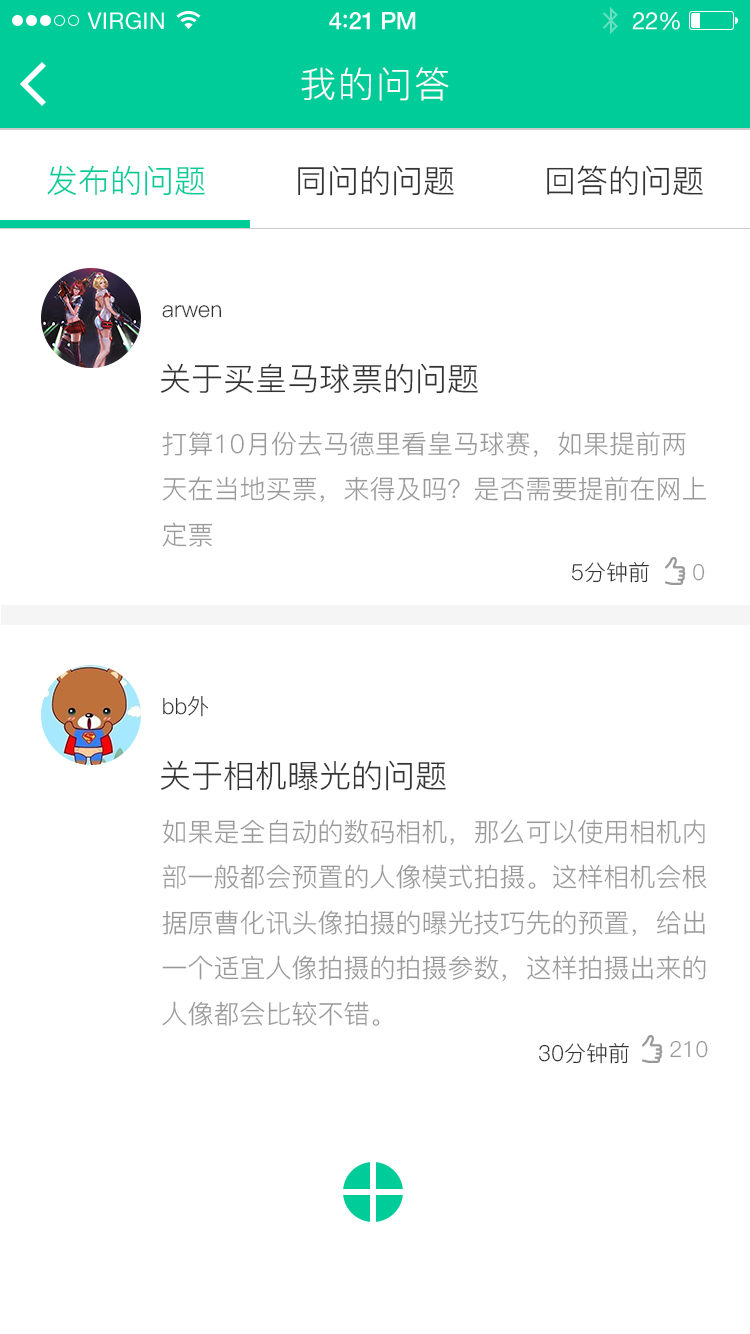 VIRGIN 4:21 PM 22%
我的问答
发布的问题 同问的问题 回答的问题
arwen
关于买皇马球票的问题
打算10月份去马德里看皇马球赛，如果提前两
天在当地买票，来得及吗？是否需要提前在网上
定票
5分钟前 0
bb外
关于相机曝光的问题
如果是全自动的数码相机，那么可以使用相机内
部一般都会预置的人像模式拍摄。这样相机会根
据原曹化讯头像拍摄的曝光技巧先的预置，给出
一个适宜人像拍摄的拍摄参数，这样拍摄出来的
人像都会比较不错。
30分钟前 210